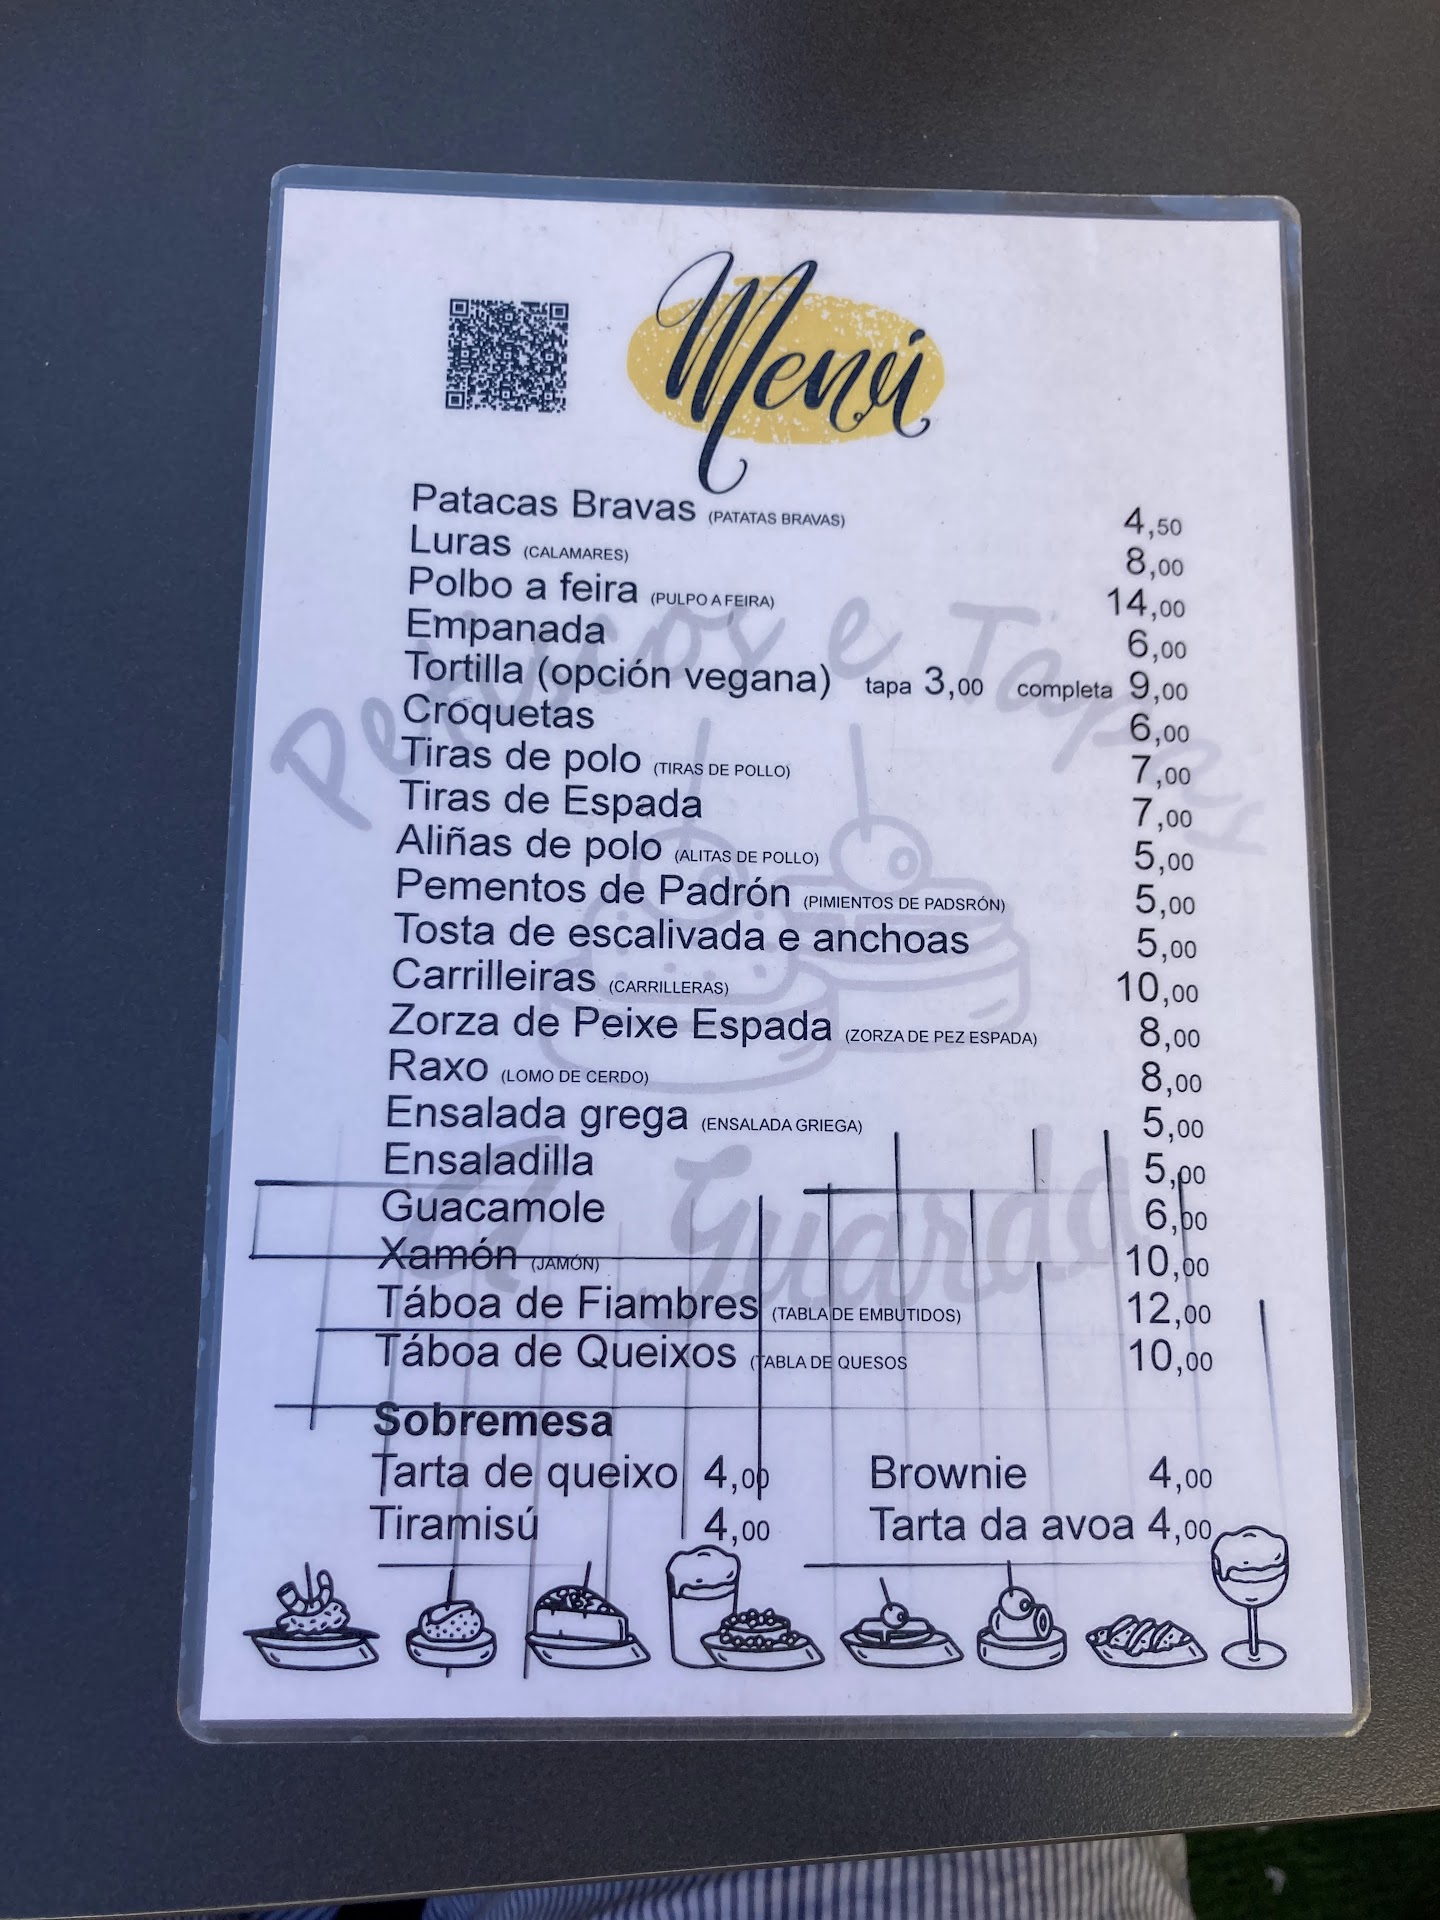 Menú
Patacas Bravas (PATATAS BRAVAS) 4,50
Luras (CALAMARES) 8,00
Polbo a feira (PULPO A FEIRA) 14,00
Empanada 6,00
Tortilla (opción vegana) tapa 3,00 completa 9,00
Croquetas 6,00
Tiras de polo (TIRAS DE POLLO) 7,00
Tiras de Espada 7,00
Aliñas de polo (ALITAS DE POLLO) 5,00
Pementos de Padrón (PIMIENTOS DE PADSRÓN) 5,00
Tosta de escalivada e anchoas 5,00
Carrilleiras (CARRILLERAS) 10,00
Zorza de Peixe Espada (ZORZA DE PEZ ESPADA) 8,00
Raxo (LOMO DE CERDO) 8,00
Ensalada grega (ENSALADA GRIEGA) 5,00
Ensaladilla 5,00
Guacamole 6,00
Xamón (JAMÓN) 10,00
Táboa de Fiambres (TABLA DE EMBUTIDOS) 12,00
Táboa de Queixos (TABLA DE QUESOS 10,00
Sobremesa
Tarta de queixo 4,00 Brownie 4,00
Tiramisú 4,00 Tarta da avoa 4,00
e Tapas